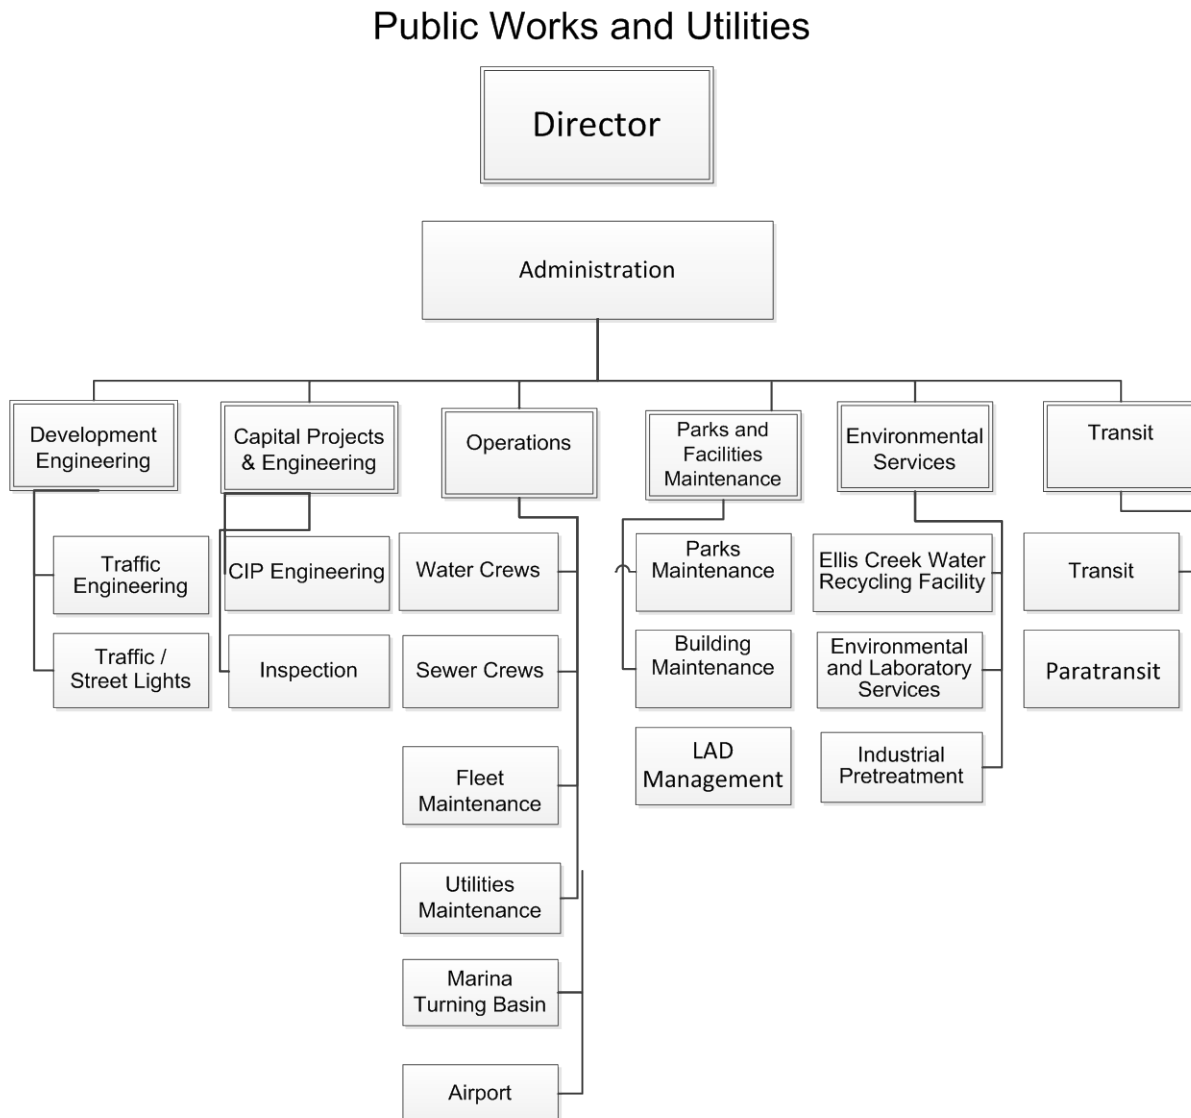 Public Works and Utilities
Director
Administration
Development
Engineering
Capital Projects
& Engineering
Operations
Parks and
Facilities
Maintenance
Environmental
Services
Transit
Traffic
Engineering
CIP Engineering
Water Crews
Parks
Maintenance
Ellis Creek Water
Recycling Facility
Transit
Traffic /
Street Lights
Inspection
Sewer Crews
Building
Maintenance
Environmental
and Laboratory
Services
Paratransit
Fleet
Maintenance
LAD
Management
Industrial
Pretreatment
Utilities
Maintenance
Marina
Turning Basin
Airport